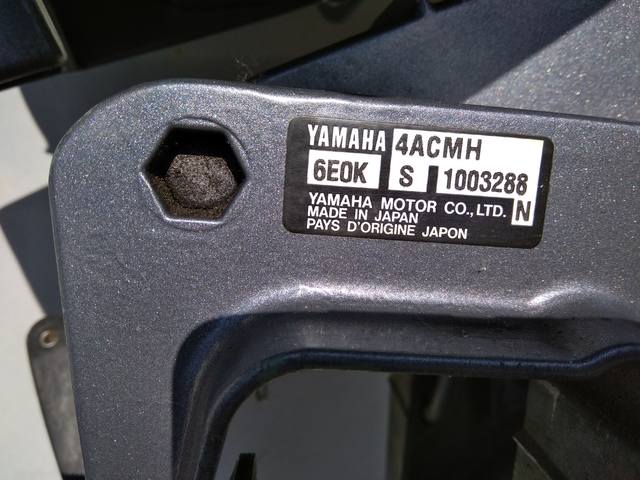 YAMAHA 4ACMH
6E0K S 1003288
YAMAHA MOTOR CO.,LTD. N
MADE IN JAPAN
PAYS D'ORIGINE JAPON